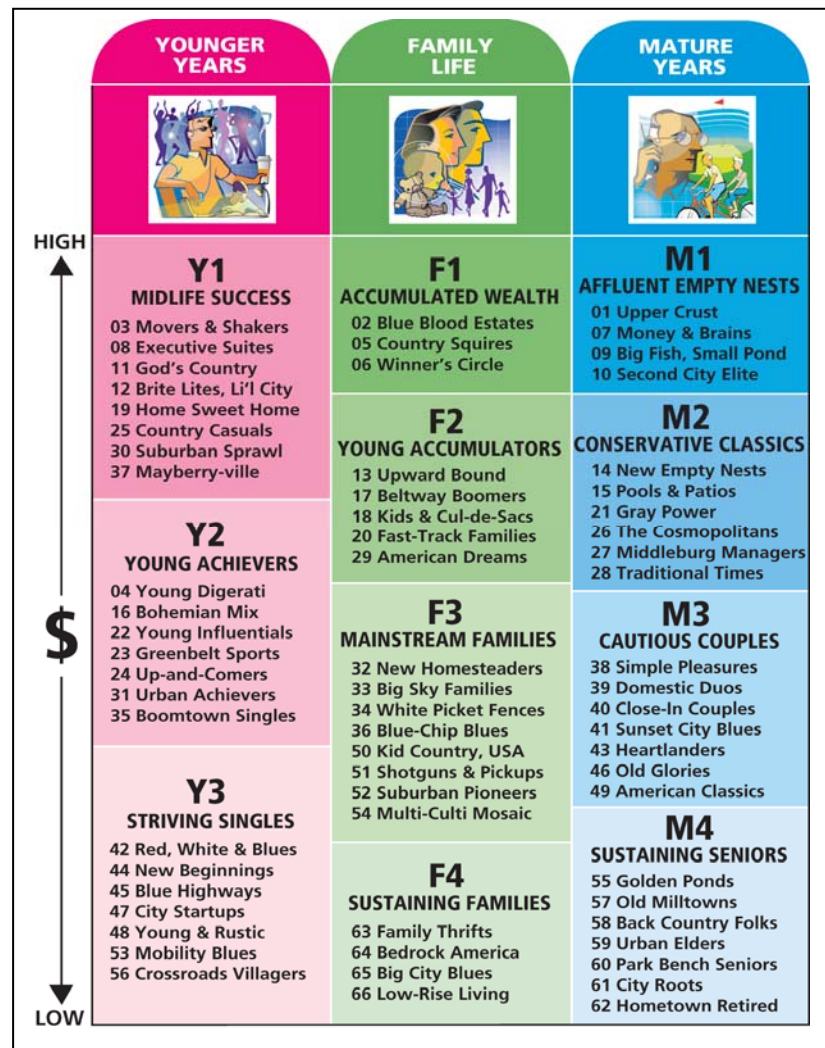 YOUNGER
YEARS
FAMILY
LIFE
MATURE
YEARS
HIGH
$
LOW
Y1
MIDLIFE SUCCESS
03 Movers & Shakers
08 Executive Suites
11 God's Country
12 Brite Lites, Li'l City
19 Home Sweet Home
25 Country Casuals
30 Suburban Sprawl
37 Mayberry-ville
Y2
YOUNG ACHIEVERS
04 Young Digerati
16 Bohemian Mix
22 Young Influentials
23 Greenbelt Sports
24 Up-and-Comers
31 Urban Achievers
35 Boomtown Singles
Y3
STRIVING SINGLES
42 Red, White & Blues
44 New Beginnings
45 Blue Highways
47 City Startups
48 Young & Rustic
53 Mobility Blues
56 Crossroads Villagers
F1
ACCUMULATED WEALTH
02 Blue Blood Estates
05 Country Squires
06 Winner's Circle
F2
YOUNG ACCUMULATORS
13 Upward Bound
17 Beltway Boomers
18 Kids & Cul-de-Sacs
20 Fast-Track Families
29 American Dreams
F3
MAINSTREAM FAMILIES
32 New Homesteaders
33 Big Sky Families
34 White Picket Fences
36 Blue-Chip Blues
50 Kid Country, USA
51 Shotguns & Pickups
52 Suburban Pioneers
54 Multi-Culti Mosaic
F4
SUSTAINING FAMILIES
63 Family Thrifts
64 Bedrock America
65 Big City Blues
66 Low-Rise Living
M1
AFFLUENT EMPTY NESTS
01 Upper Crust
07 Money & Brains
09 Big Fish, Small Pond
10 Second City Elite
M2
CONSERVATIVE CLASSICS
14 New Empty Nests
15 Pools & Patios
21 Gray Power
26 The Cosmopolitans
27 Middleburg Managers
28 Traditional Times
M3
CAUTIOUS COUPLES
38 Simple Pleasures
39 Domestic Duos
40 Close-In Couples
41 Sunset City Blues
43 Heartlanders
46 Old Glories
49 American Classics
M4
SUSTAINING SENIORS
55 Golden Ponds
57 Old Milltowns
58 Back Country Folks
59 Urban Elders
60 Park Bench Seniors
61 City Roots
62 Hometown Retired